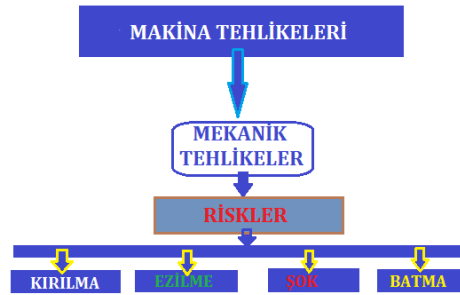 MAKİNA TEHLİKELERİ
MEKANİK
TEHLİKELER
RİSKLER
KIRILMA
EZİLME
ŞOK
BATMA